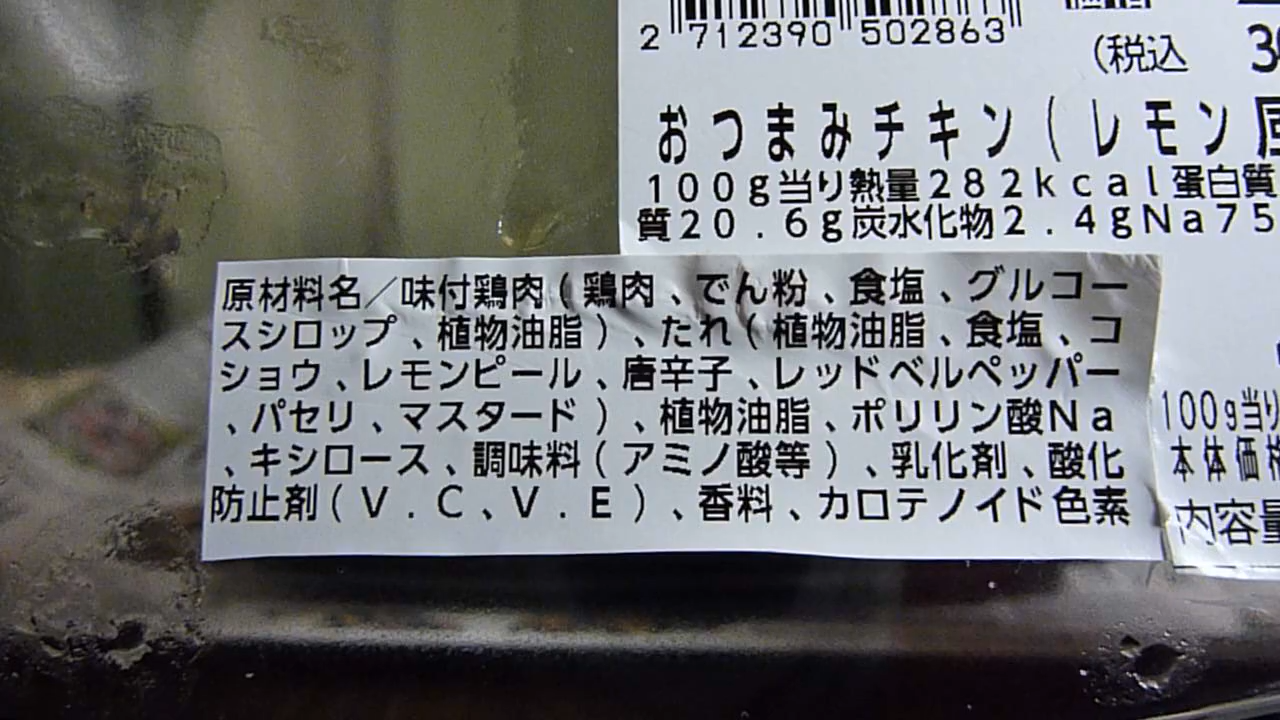 2 712390 502863
(税込
おつまみチキン(レモン
100g当り熱量282kcal蛋白質
質20.6g炭水化物2.4gNa75
原材料名/味付鶏肉(鶏肉、でん粉、食塩、グルコー
スシロップ、植物油脂)、たれ(植物油脂、食塩、コ
ショウ、レモンピール、唐辛子、レッドベルペッパー
、パセリ、マスタード)、植物油脂、ポリリン酸Na
、キシロース、調味料(アミノ酸等)、乳化剤、酸化
防止剤(V.C、V.E)、香料、カロテノイド色素
100g当り
本体価格
内容量